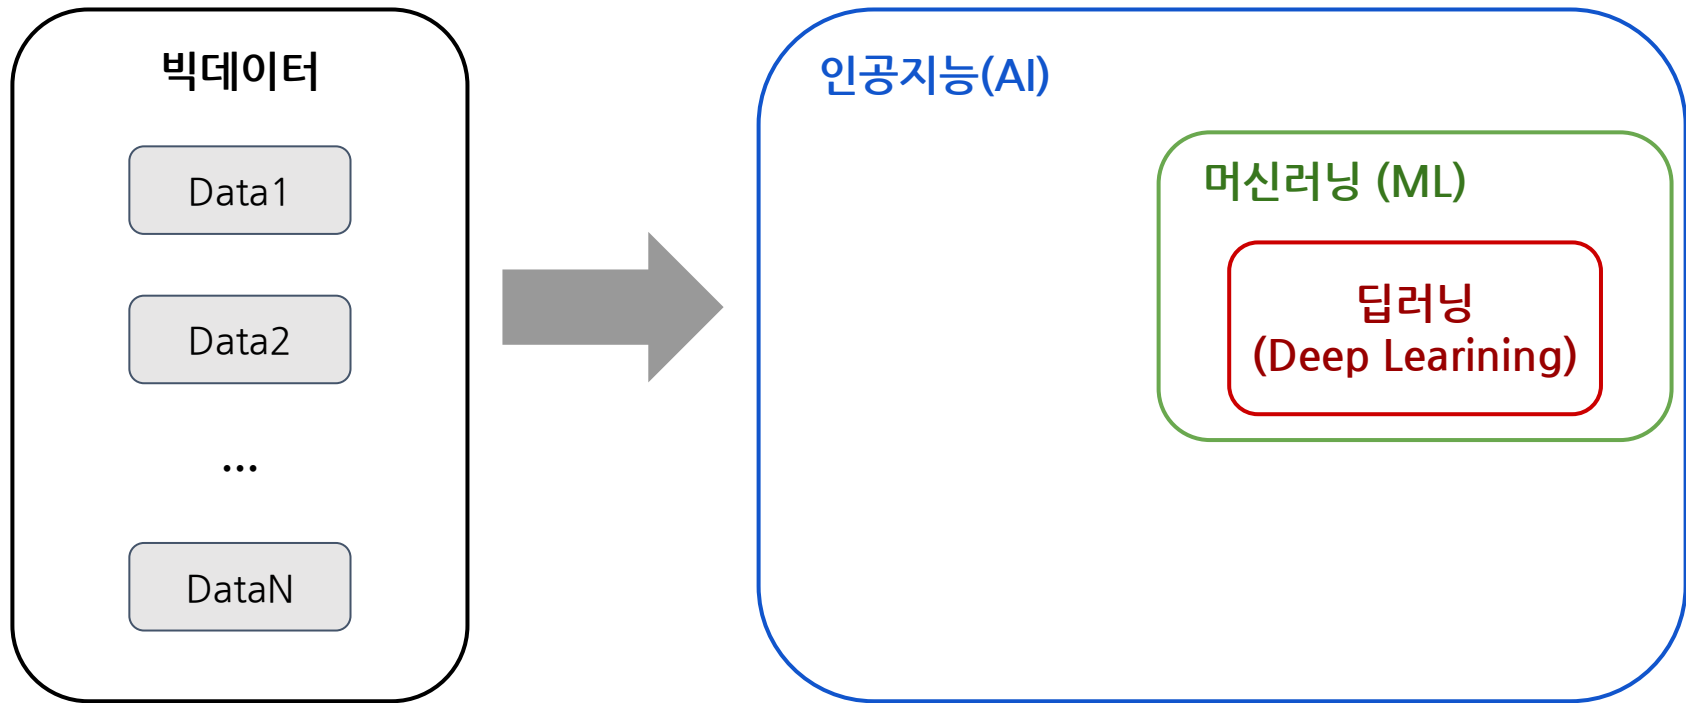 빅데이터
Data1
Data2
...
DataN
인공지능(AI)
머신러닝 (ML)
딥러닝
(Deep Learining)